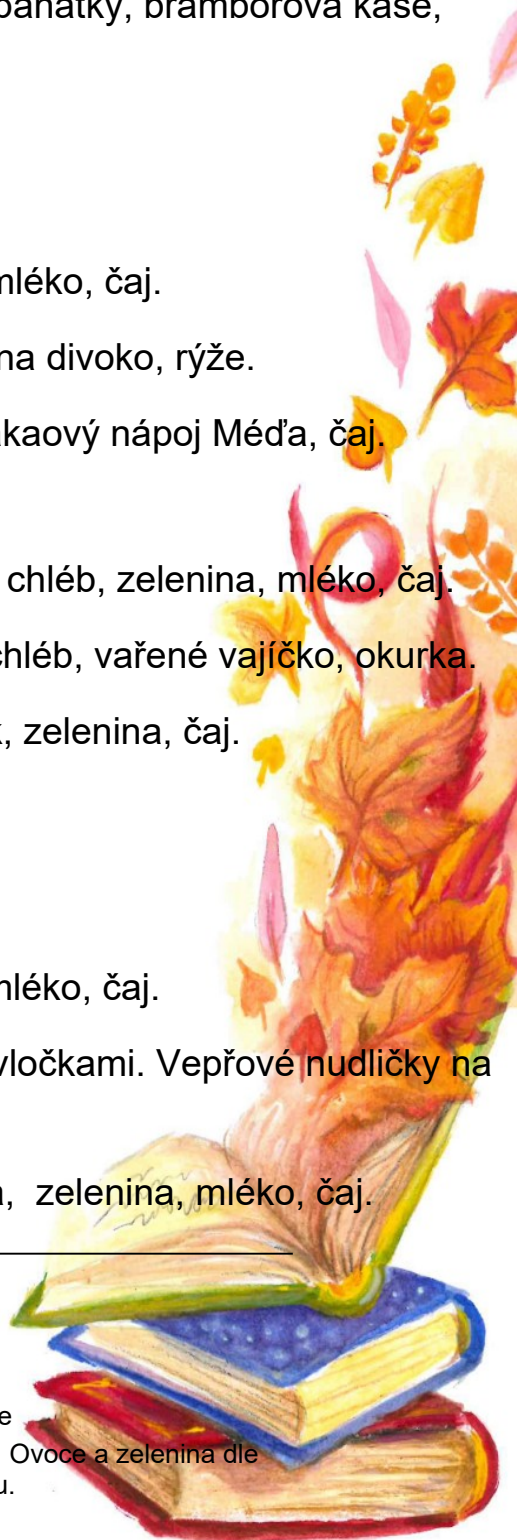 panátky, bramborová kaše,
mléko, čaj.
na divoko, rýže.
kaový nápoj Méďa, čaj.
chléb, zelenina, mléko, čaj.
chléb, vařené vajíčko, okurka.
, zelenina, čaj.
mléko, čaj.
vločkami. Vepřové nudličky na
, zelenina, mléko, čaj.
e
Ovoce a zelenina dle
u.